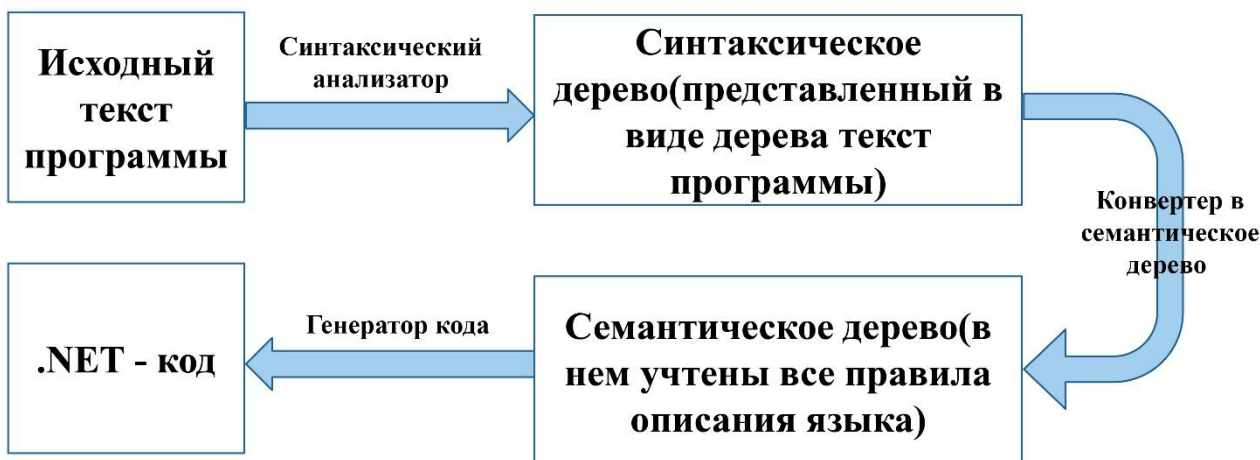 Исходный
текст
программы
Синтаксический
анализатор
Синтаксическое
дерево(представленный в
виде дерева текст
программы)
Конвертер в
семантическое
дерево
Семантическое дерево(в
нем учтены все правила
описания языка)
Генератор кода
.NET - код